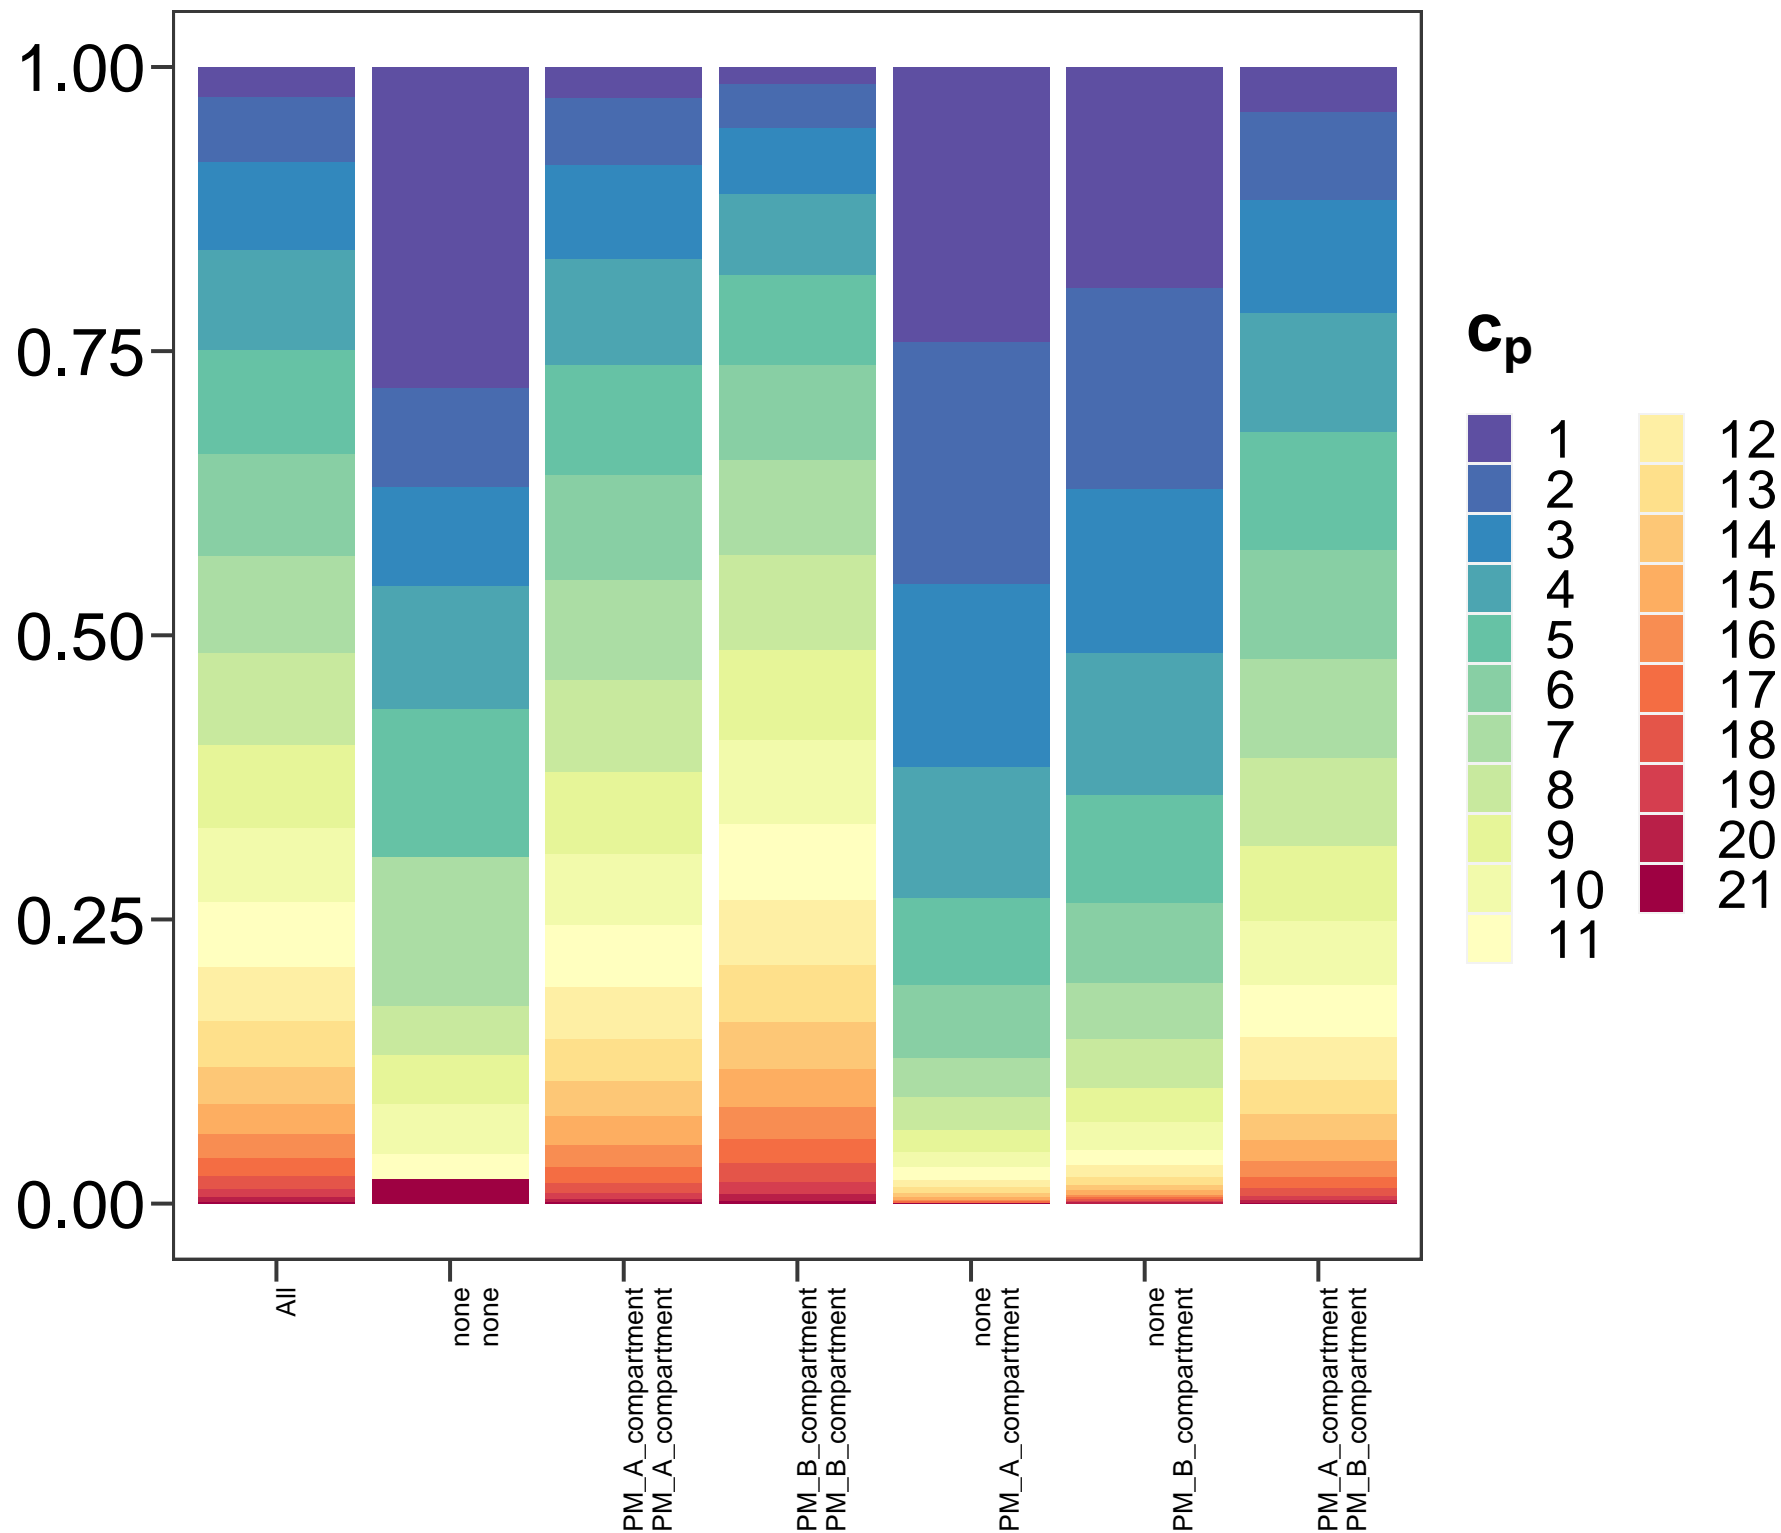 1.00
0.75
0.50
0.25
0.00
All
none
none
PM_A_compartment
PM_A_compartment
PM_B_compartment
PM_B_compartment
none
PM_A_compartment
none
PM_B_compartment
PM_A_compartment
PM_B_compartment
cp
1
2
3
4
5
6
7
8
9
10
11
12
13
14
15
16
17
18
19
20
21